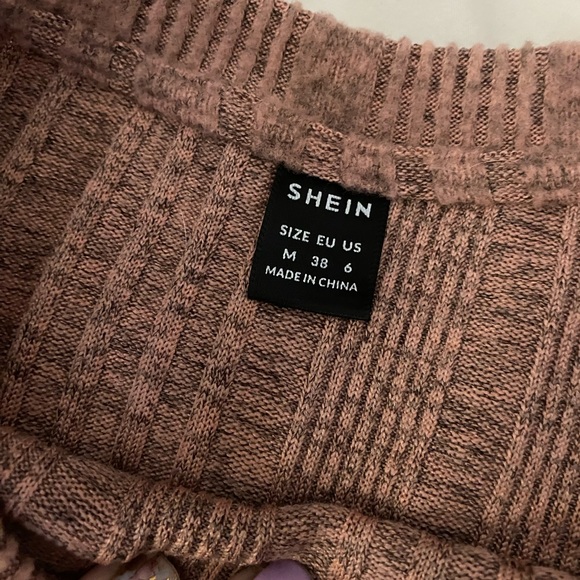 SHEIN
SIZE EU US
M 38 6
MADE IN CHINA